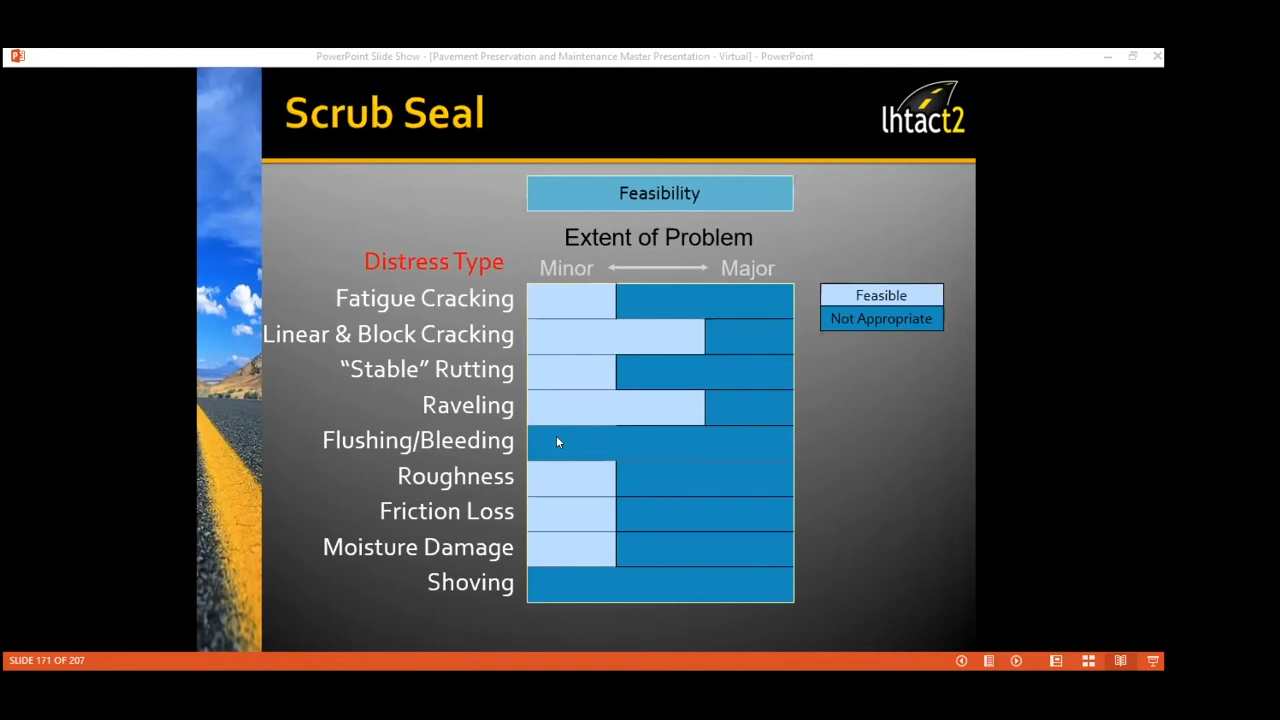 PowerPoint Slide Show - [Pavement Preservation and Maintenance Master Presentation - Virtual] - PowerPoint
Scrub Seal
lhtact2
Feasibility
Extent of Problem
Distress Type
Minor
Major
Fatigue Cracking
Feasible
Not Appropriate
Linear & Block Cracking
“Stable” Rutting
Raveling
Flushing/Bleeding
Roughness
Friction Loss
Moisture Damage
Shoving
SLIDE 171 OF 207